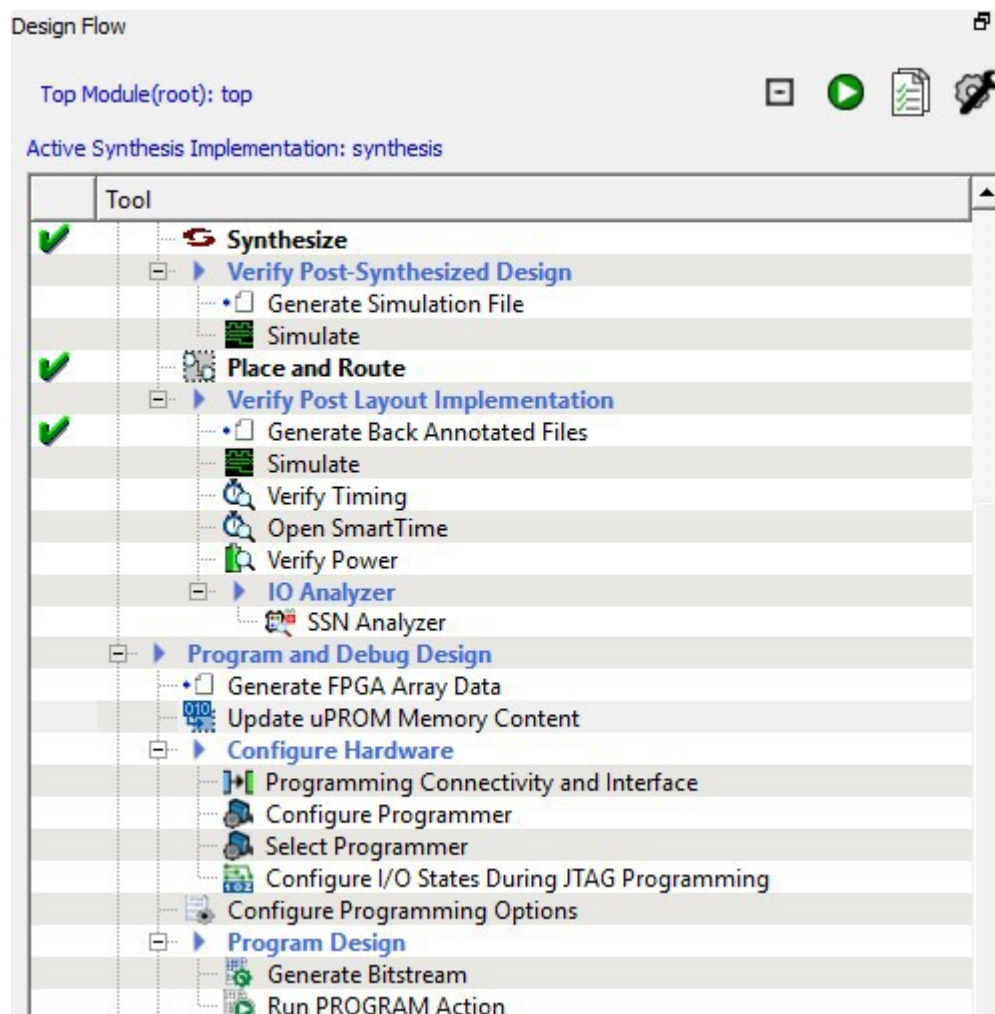 Design Flow
Top Module(root): top
Active Synthesis Implementation: synthesis
Tool
Synthesize
Verify Post-Synthesized Design
Generate Simulation File
Simulate
Place and Route
Verify Post Layout Implementation
Generate Back Annotated Files
Simulate
Verify Timing
Open SmartTime
Verify Power
IO Analyzer
SSN Analyzer
Program and Debug Design
Generate FPGA Array Data
010
Update uPROM Memory Content
Configure Hardware
Programming Connectivity and Interface
Configure Programmer
Select Programmer
Configure I/O States During JTAG Programming
Configure Programming Options
Program Design
Generate Bitstream
Run PROGRAM Action